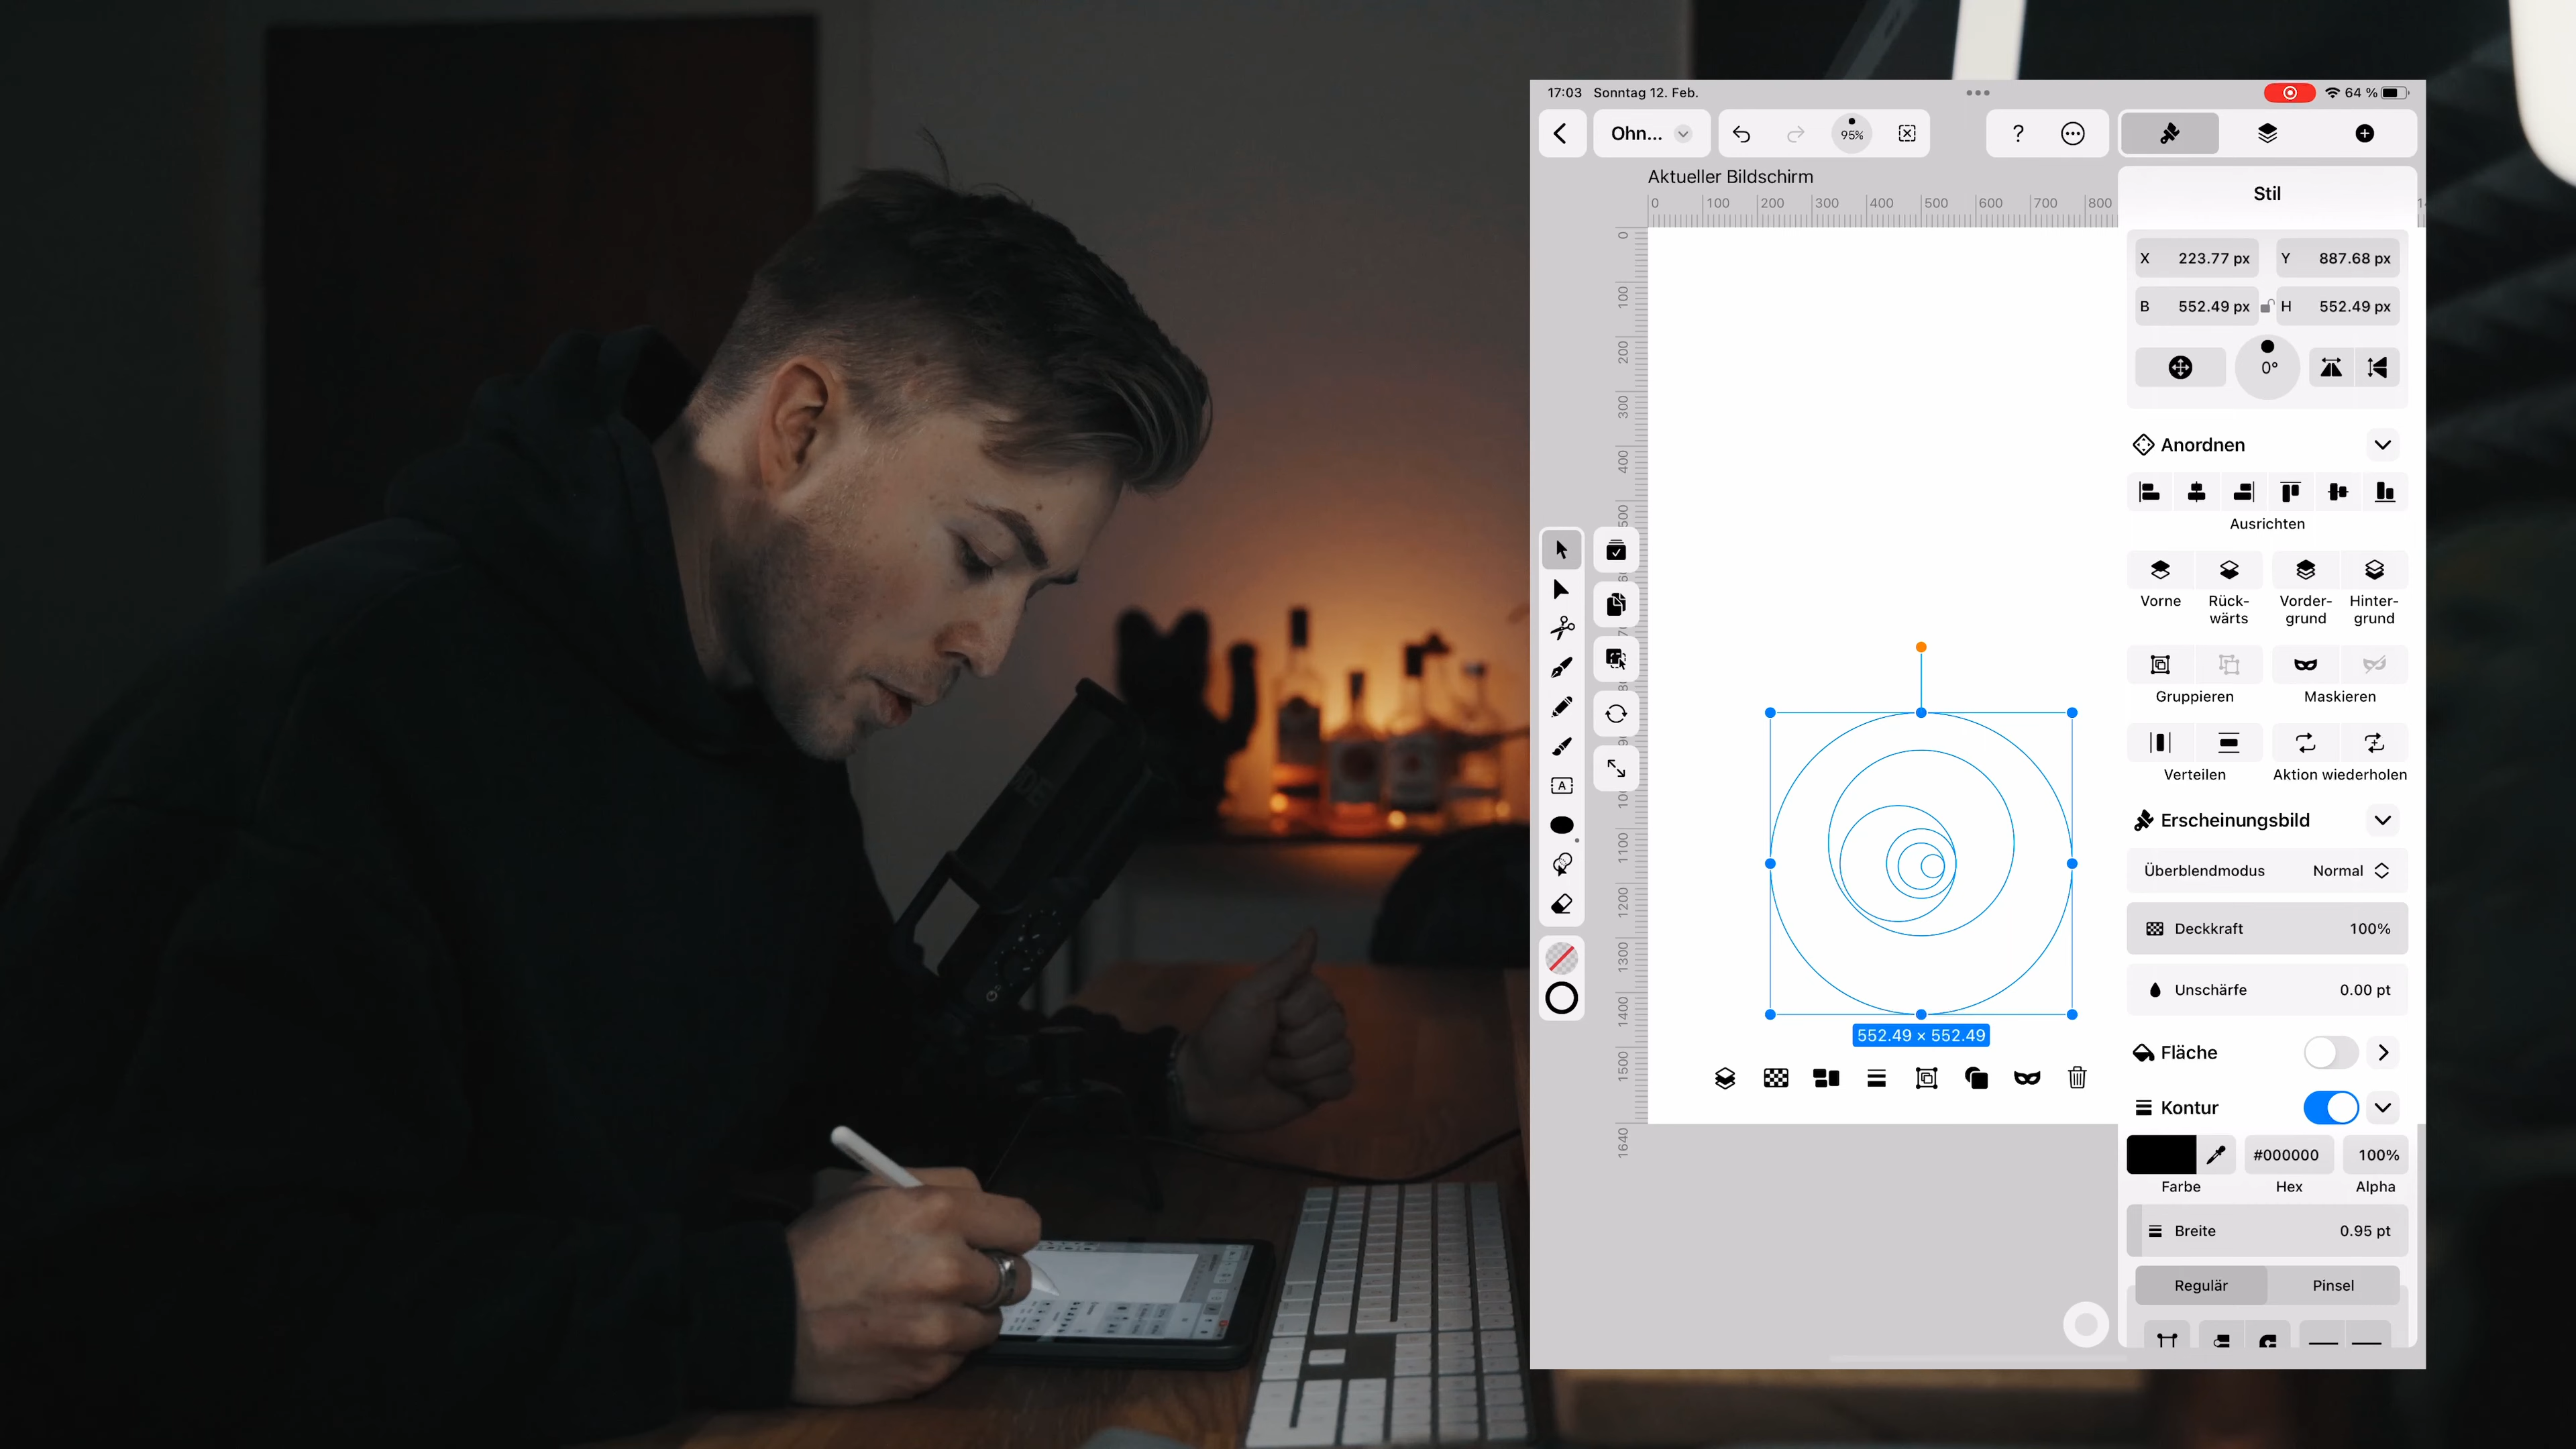 17:03 Sonntag 12. Feb.
64 %
Ohn...
95%
?
Aktueller Bildschirm
0 100 200 300 400 500 600 700 800
Stil
X 223.77 px Y 887.68 px
B 552.49 px H 552.49 px
0°
Anordnen
Ausrichten
Vorne
Rück-
wärts
Vorder-
grund
Hinter-
grund
Gruppieren
Maskieren
Verteilen
Aktion wiederholen
Erscheinungsbild
Überblendmodus Normal
Deckkraft 100%
Unschärfe 0.00 pt
Fläche
Kontur
#000000
100%
Farbe
Hex
Alpha
Breite 0.95 pt
Regulär
Pinsel
0
100
200
300
400
500
1100
1200
1300
1400
1500
1640
A
552.49 × 552.49